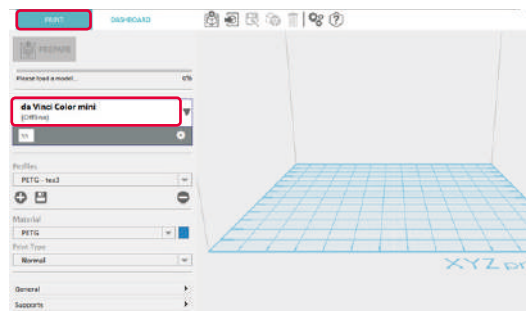 PRINT
DASHBOARD
PREPARE
Please load a model...
0%
da Vinci Color mini
(Offline)
Profiles
PETG - tes3
Material
PETG
Print Type
Normal
General
Supports
XYZ pr